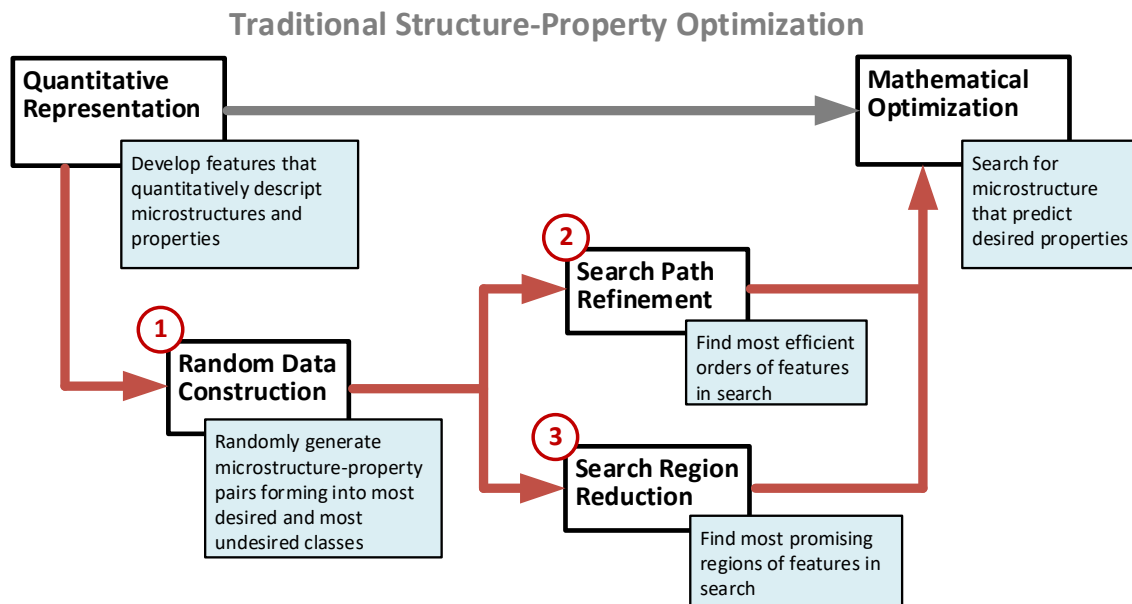 Traditional Structure-Property Optimization
Quantitative
Representation
Develop features that
quantitatively descript
microstructures and
properties
Mathematical
Optimization
Search for
microstructure
that predict
desired properties
1
Random Data
Construction
Randomly generate
microstructure-property
pairs forming into most
desired and most
undesired classes
2
Search Path
Refinement
Find most efficient
orders of features
in search
3
Search Region
Reduction
Find most promising
regions of features in
search